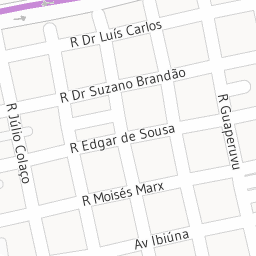 R Dr Luís Carlos
R Dr Suzano Brandão
R Guaperuvu
R Júlio Colaço
R Edgar de Sousa
R Moisés Marx
Av Ibiúna